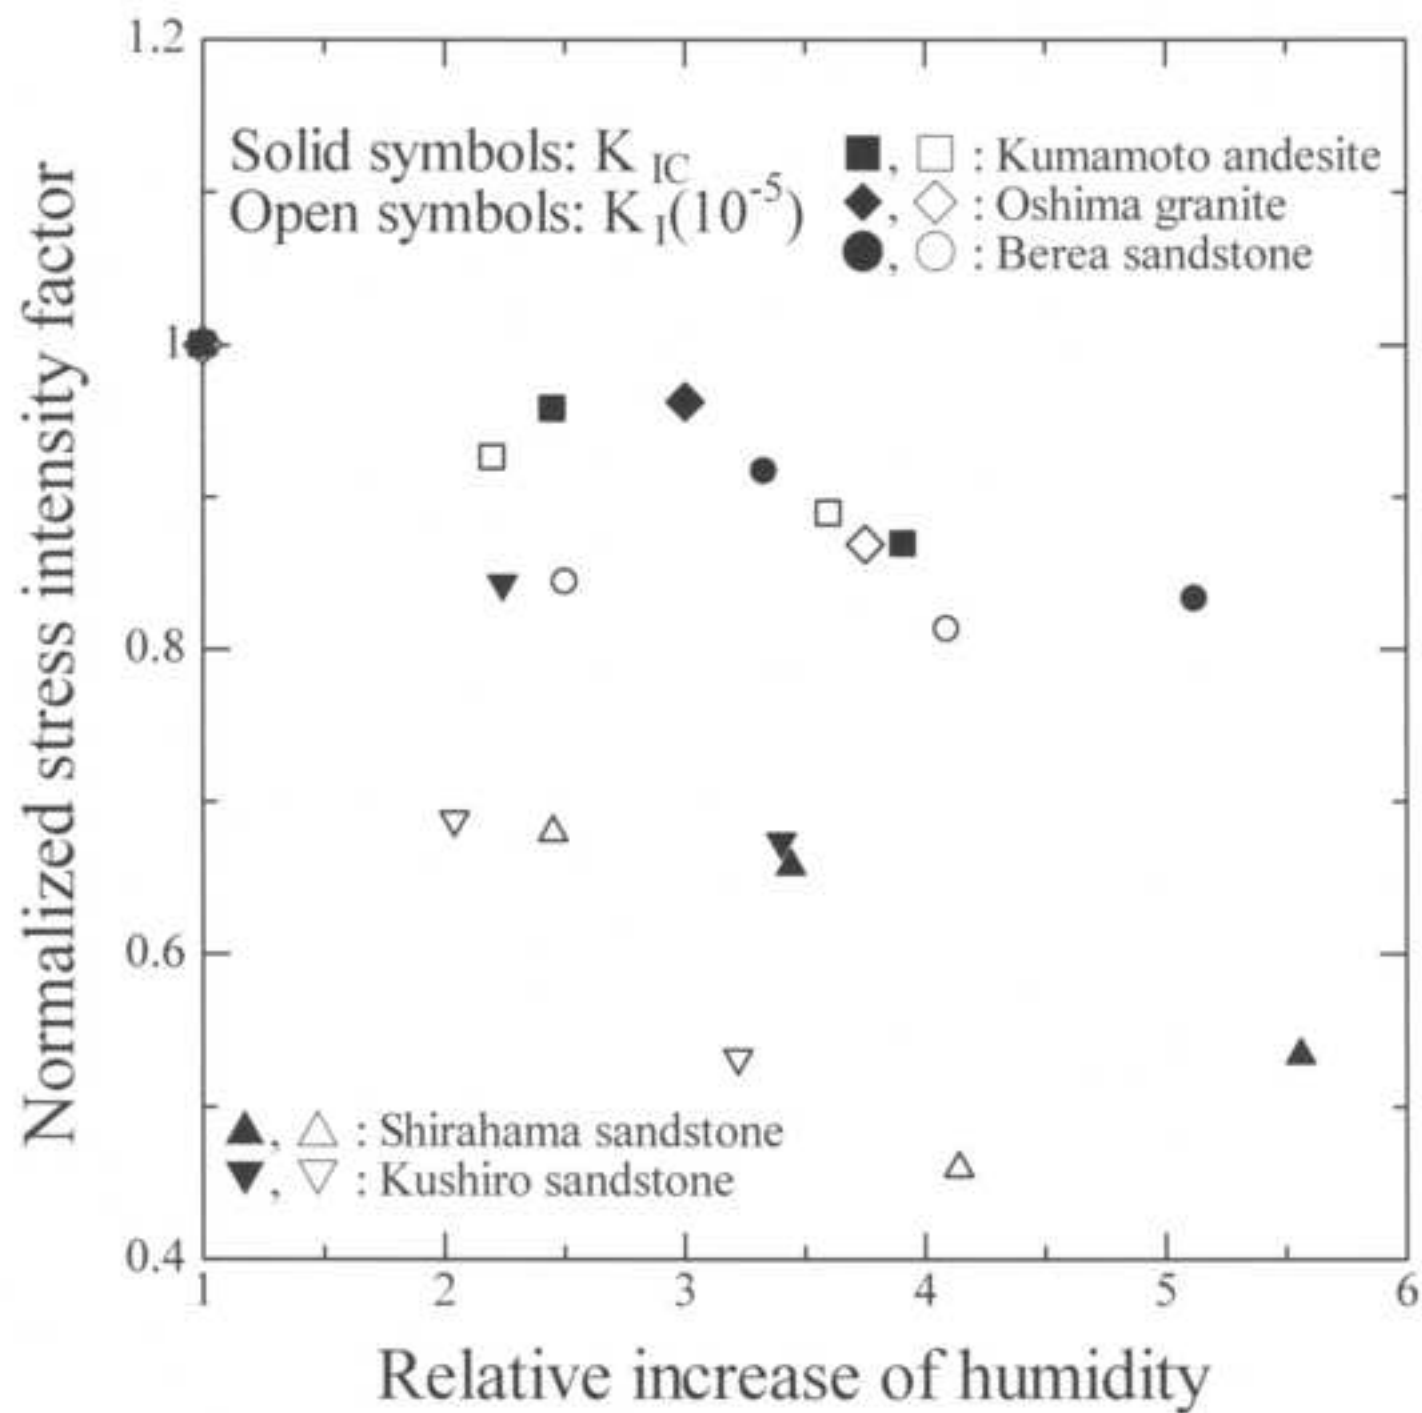 1.2
Solid symbols: K IC
Open symbols: K I(10-5)
■, □ : Kumamoto andesite
◆, ◇ : Oshima granite
●, ○ : Berea sandstone
1
0.8
0.6
0.4
Normalized stress intensity factor
▲, △ : Shirahama sandstone
▼, ▽ : Kushiro sandstone
1 2 3 4 5 6
Relative increase of humidity